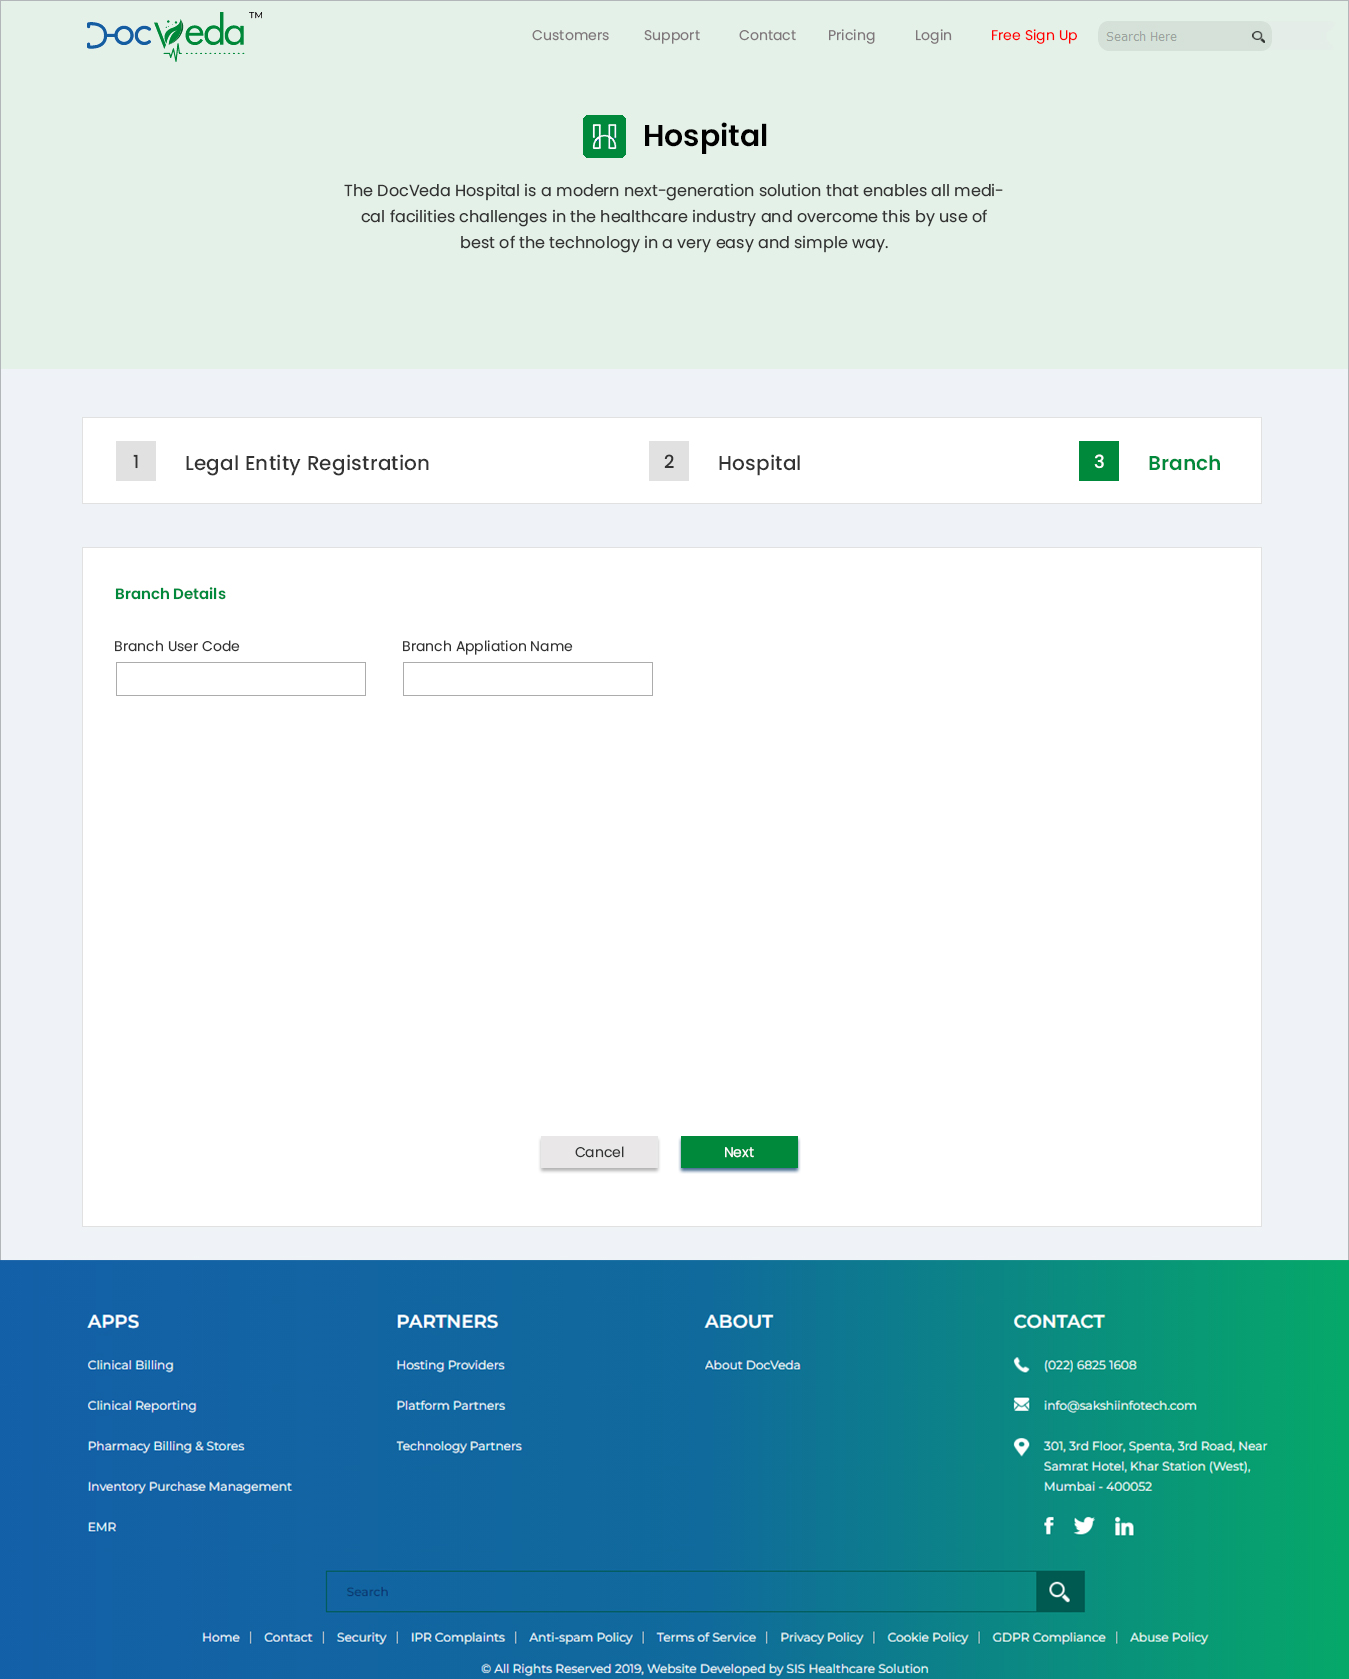 DocVeda TM
Customers Support Contact Pricing Login Free Sign Up Search Here
Hospital
The DocVeda Hospital is a modern next-generation solution that enables all medi-
cal facilities challenges in the healthcare industry and overcome this by use of
best of the technology in a very easy and simple way.
1 Legal Entity Registration 2 Hospital 3 Branch
Branch Details
Branch User Code Branch Appliation Name
Cancel Next
APPS PARTNERS ABOUT CONTACT
Clinical Billing Hosting Providers About DocVeda (022) 6825 1608
Clinical Reporting Platform Partners info@sakshiinfotech.com
Pharmacy Billing & Stores Technology Partners 301, 3rd Floor, Spenta, 3rd Road, Near
Samrat Hotel, Khar Station (West),
Inventory Purchase Management Mumbai - 400052
EMR
Search
Home | Contact | Security | IPR Complaints | Anti-spam Policy | Terms of Service | Privacy Policy | Cookie Policy | GDPR Compliance | Abuse Policy
© All Rights Reserved 2019, Website Developed by SIS Healthcare Solution